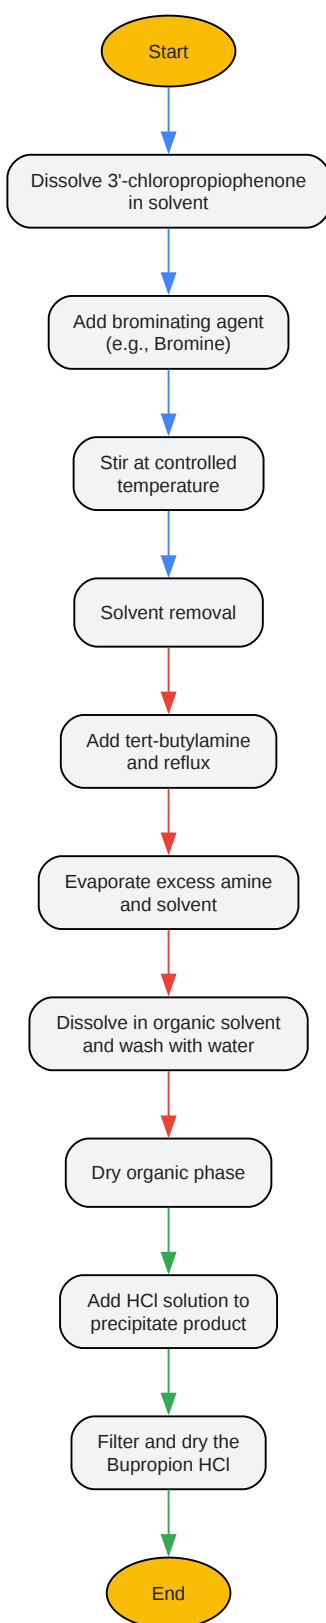 Start
Dissolve 3'-chloropropiophenone
in solvent
Add brominating agent
(e.g., Bromine)
Stir at controlled
temperature
Solvent removal
Add tert-butylamine
and reflux
Evaporate excess amine
and solvent
Dissolve in organic solvent
and wash with water
Dry organic phase
Add HCl solution to
precipitate product
Filter and dry the
Bupropion HCl
End